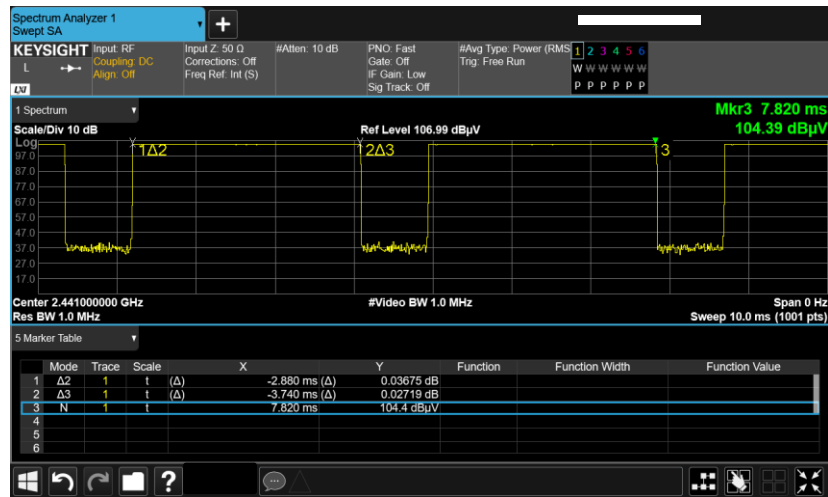 Spectrum Analyzer 1
Swept SA
KEYSIGHT Input: RF Input Z: 50 Ω #Atten: 10 dB PNO: Fast #Avg Type: Power (RMS 1 2 3 4 5 6
L Coupling: DC Corrections: Off Gate: Off Trig: Free Run
Align: Off Freq Ref: Int (S) IF Gain: Low W W W W W W
LXI Sig Track: Off P P P P P P
1 Spectrum Mkr3 7.820 ms
Scale/Div 10 dB Ref Level 106.99 dBµV 104.39 dBµV
Log
1Δ2 2Δ3 3
97.0
87.0
77.0
67.0
57.0
47.0
37.0
27.0
17.0
Center 2.441000000 GHz #Video BW 1.0 MHz Span 0 Hz
Res BW 1.0 MHz Sweep 10.0 ms (1001 pts)
5 Marker Table
Mode Trace Scale X Y Function Function Width Function Value
1 Δ2 1 t (Δ) -2.880 ms (Δ) 0.03675 dB
2 Δ3 1 t (Δ) -3.740 ms (Δ) 0.02719 dB
3 N 1 t 7.820 ms 104.4 dBµV
4
5
6
?